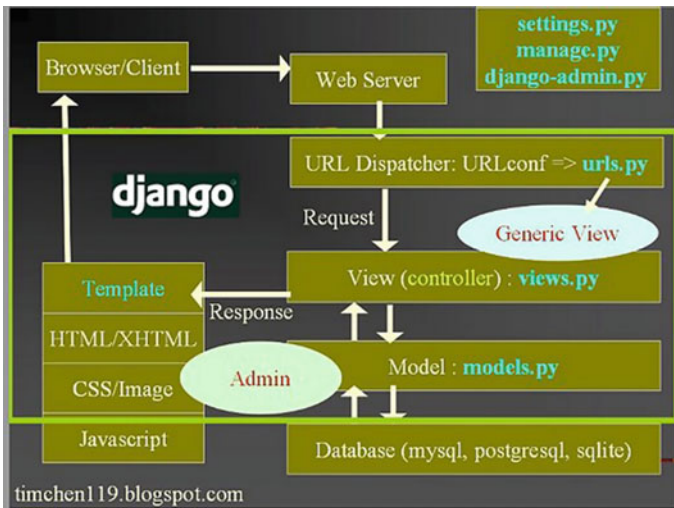 settings.py
manage.py
django-admin.py
Browser/Client
Web Server
URL Dispatcher: URLconf => urls.py
django
Request
Generic View
View (controller) : views.py
Template
Response
HTML/XHTML
Admin
Model : models.py
CSS/Image
Javascript
Database (mysql, postgresql, sqlite)
timchen119.blogspot.com